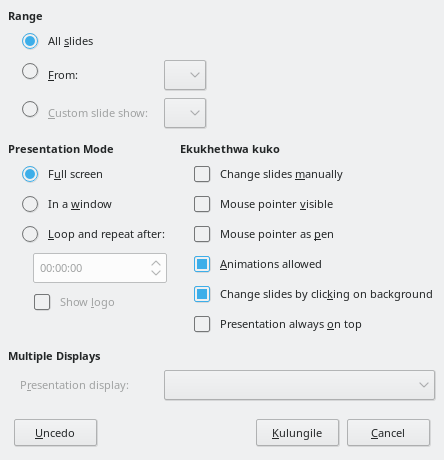 Range
All slides
From:
Custom slide show:
Presentation Mode
Full screen
In a window
Loop and repeat after:
00:00:00
Show logo
Ekukhethwa kuko
Change slides manually
Mouse pointer visible
Mouse pointer as pen
Animations allowed
Change slides by clicking on background
Presentation always on top
Multiple Displays
Presentation display:
Uncedo
Kulungile
Cancel